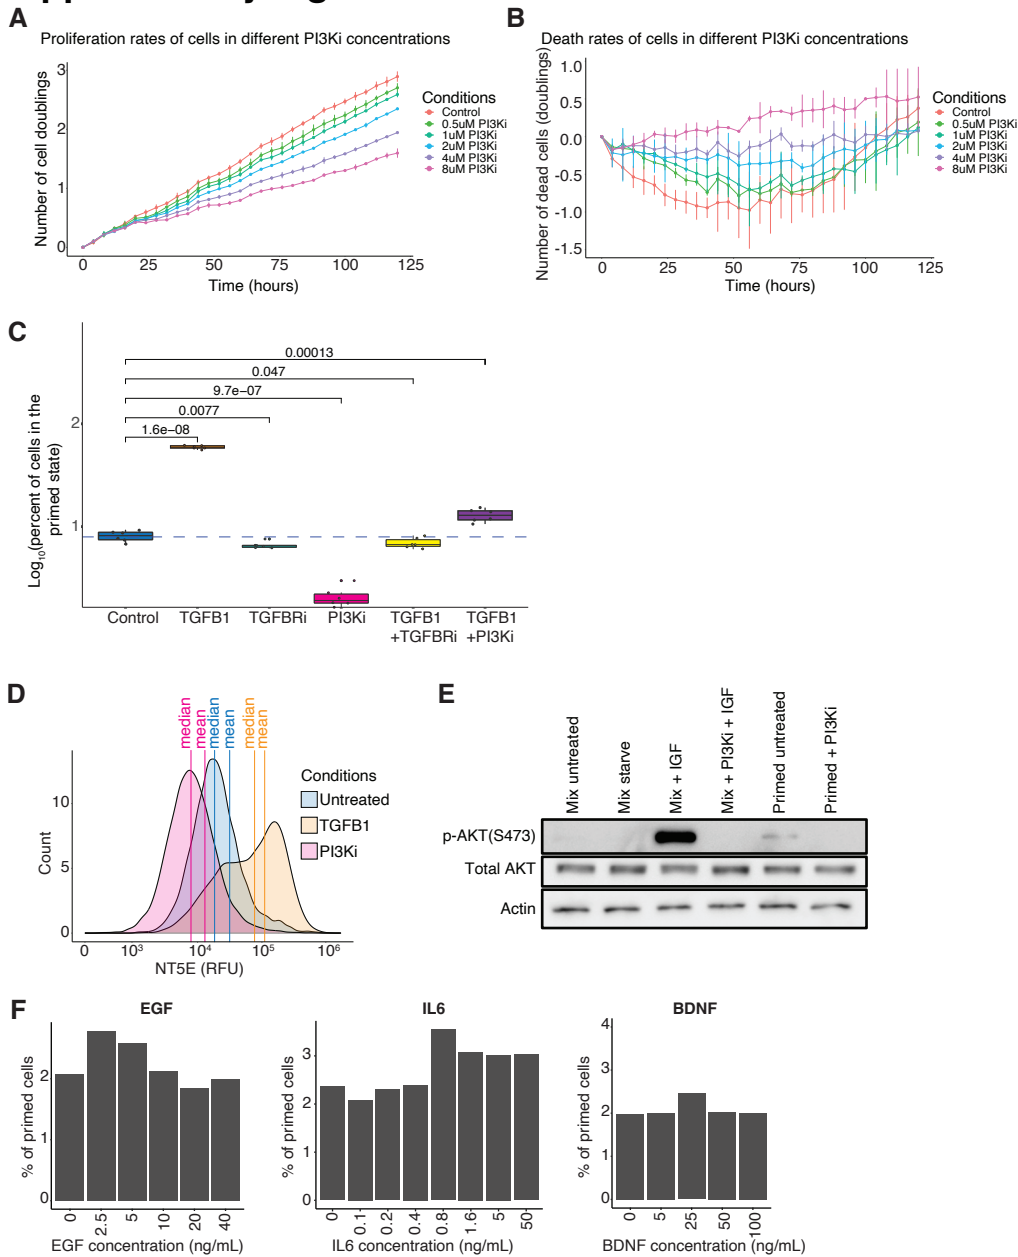 A
Proliferation rates of cells in different PI3Ki concentrations
Number of cell doublings
3
2
1
0
0 25 50 75 100 125
Time (hours)
Conditions
Control
0.5uM PI3Ki
1uM PI3Ki
2uM PI3Ki
4uM PI3Ki
8uM PI3Ki
B
Death rates of cells in different PI3Ki concentrations
Number of dead cells (doublings)
1.0
0.5
0.0
-0.5
-1.0
-1.5
0 25 50 75 100 125
Time (hours)
Conditions
Control
0.5uM PI3Ki
1uM PI3Ki
2uM PI3Ki
4uM PI3Ki
8uM PI3Ki
C
Log10(percent of cells in the
primed state)
2
1
0.00013
0.047
9.7e−07
0.0077
1.6e−08
Control TGFB1 TGFBRi PI3Ki TGFB1 TGFB1
+TGFBRi +PI3Ki
D
median
mean
median
mean
median
mean
Count
10
5
0
0 10³ 10⁴ 10⁵ 10⁶
NT5E (RFU)
Conditions
Untreated
TGFB1
PI3Ki
E
Mix untreated
Mix starve
Mix + IGF
Mix + PI3Ki + IGF
Primed untreated
Primed + PI3Ki
p-AKT(S473)
Total AKT
Actin
F
EGF
% of primed cells
2
1
0
0 2.5 5 10 20 40
EGF concentration (ng/mL)
IL6
% of primed cells
3
2
1
0
0 0.1 0.2 0.4 0.8 1.6 5 50
IL6 concentration (ng/mL)
BDNF
% of primed cells
4
3
2
1
0
0 5 25 50 100
BDNF concentration (ng/mL)